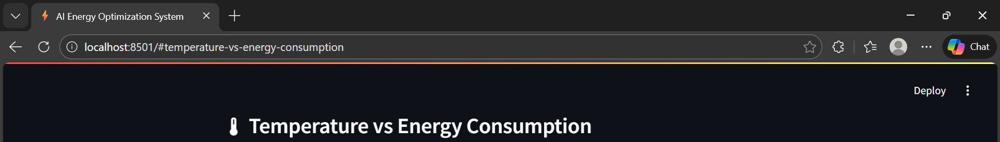 AI Energy Optimization System
localhost:8501/#temperature-vs-energy-consumption
Chat
Deploy
Temperature vs Energy Consumption